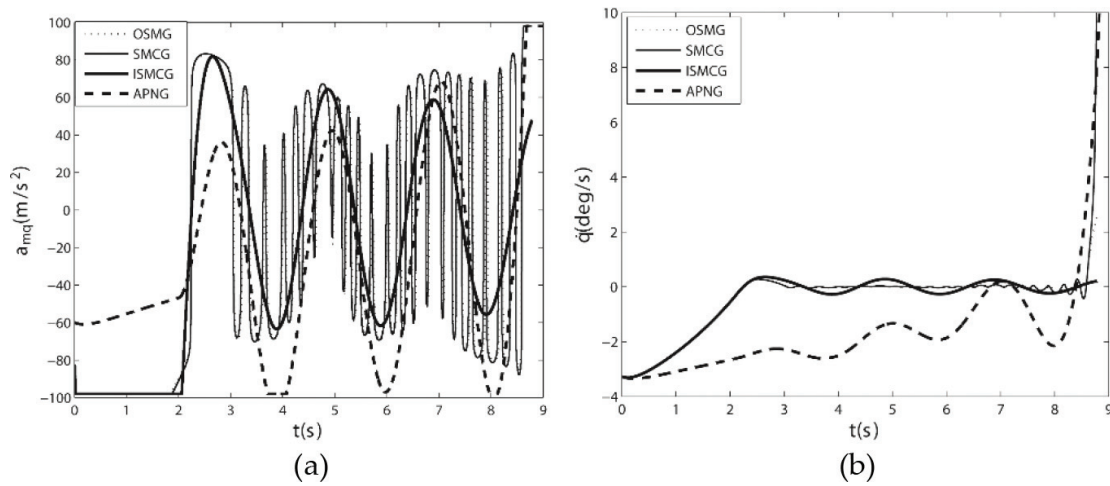 100
80
60
40
20
0
−20
−40
−60
−80
−100
a_mq(m/s²)
OSMG
SMCG
ISMCG
APNG
0 1 2 3 4 5 6 7 8 9
t(s)
(a)
10
8
6
4
2
0
−2
−4
q̇(deg/s)
OSMG
SMCG
ISMCG
APNG
0 1 2 3 4 5 6 7 8 9
t(s)
(b)